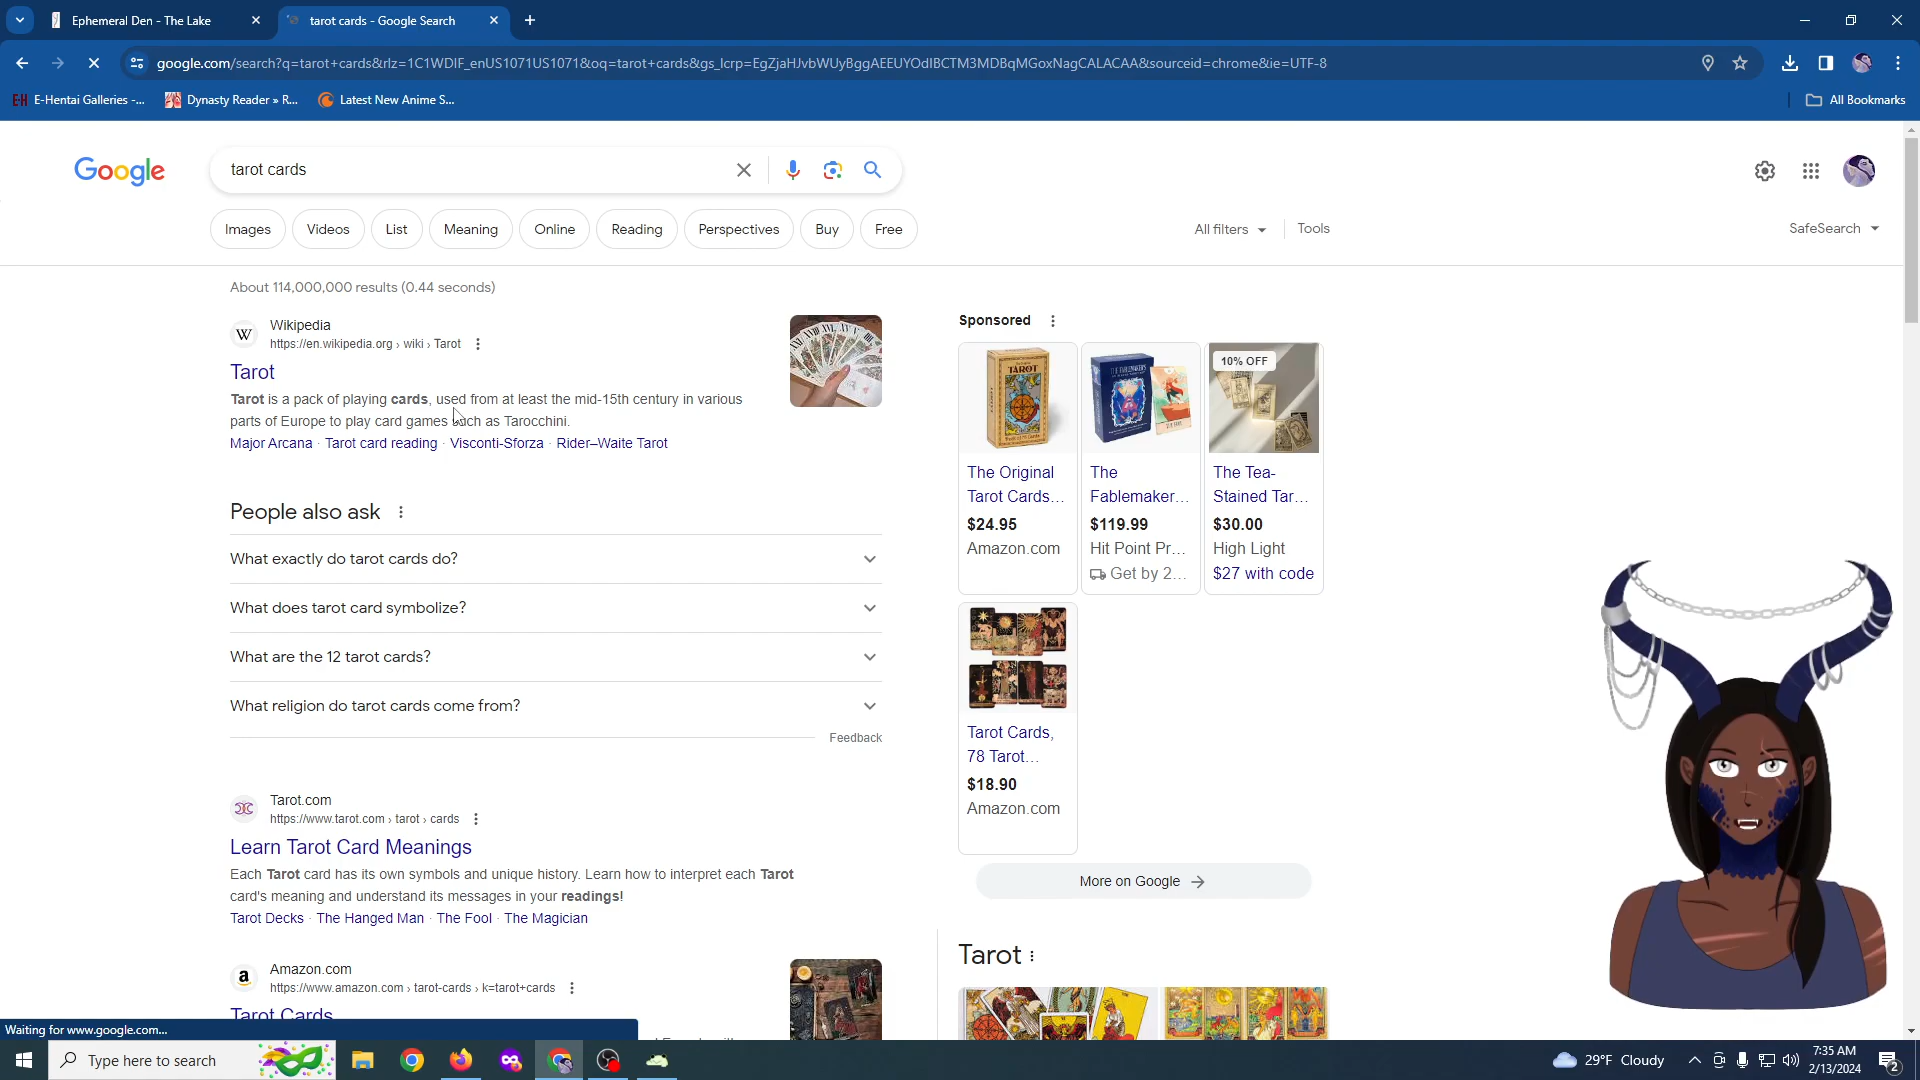 Ephemeral Den - The Lake
tarot cards - Google Search
google.com/search?q=tarot+cards&rlz=1C1WDIF_enUS1071US1071&oq=tarot+cards&gs_lcrp=EgZjaHJvbWUyBggAEEUYOdIBCTM3MDBqMGoxNagCALACAA&sourceid=chrome&ie=UTF-8
E-Hentai Galleries -...
Dynasty Reader » R...
Latest New Anime S...
All Bookmarks
Google
tarot cards
Images
Videos
List
Meaning
Online
Reading
Perspectives
Buy
Free
All filters
Tools
SafeSearch
About 114,000,000 results (0.44 seconds)
Wikipedia
https://en.wikipedia.org › wiki › Tarot
Tarot
Tarot is a pack of playing cards, used from at least the mid-15th century in various
parts of Europe to play card games such as Tarocchini.
Major Arcana · Tarot card reading · Visconti-Sforza · Rider–Waite Tarot
People also ask
What exactly do tarot cards do?
What does tarot card symbolize?
What are the 12 tarot cards?
What religion do tarot cards come from?
Feedback
Tarot.com
https://www.tarot.com › tarot › cards
Learn Tarot Card Meanings
Each Tarot card has its own symbols and unique history. Learn how to interpret each Tarot
card's meaning and understand its messages in your readings!
Tarot Decks · The Hanged Man · The Fool · The Magician
Amazon.com
https://www.amazon.com › tarot-cards › k=tarot+cards
Tarot Cards
Sponsored
TAROT
The Original
Tarot Cards...
$24.95
Amazon.com
The
Fablemaker...
$119.99
Hit Point Pr...
Get by 2...
10% OFF
The Tea-
Stained Tar...
$30.00
High Light
$27 with code
Tarot Cards,
78 Tarot...
$18.90
Amazon.com
More on Google
Tarot
Waiting for www.google.com...
Type here to search
29°F Cloudy
7:35 AM
2/13/2024
2